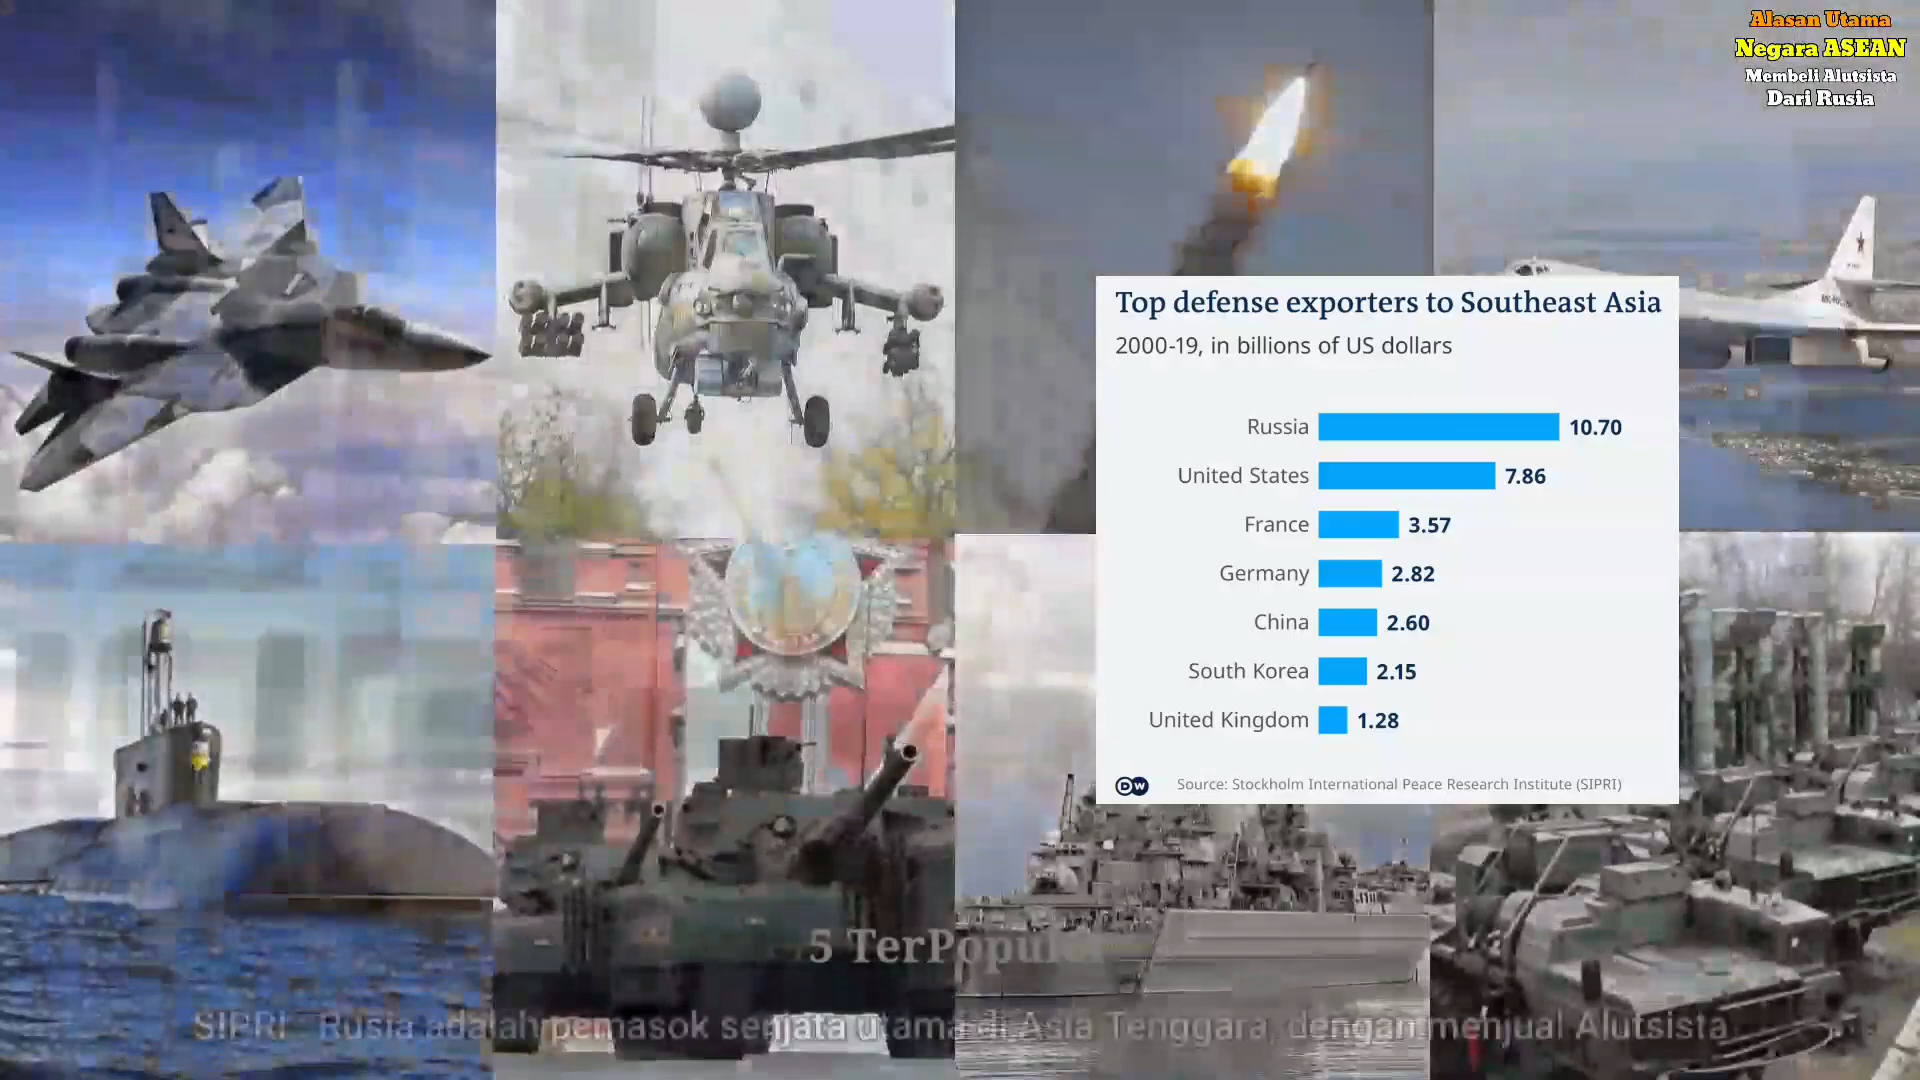 Alasan Utama
Negara ASEAN
Membeli Alutsista
Dari Rusia
Top defense exporters to Southeast Asia
2000-19, in billions of US dollars
Russia 10.70
United States 7.86
France 3.57
Germany 2.82
China 2.60
South Korea 2.15
United Kingdom 1.28
DW Source: Stockholm International Peace Research Institute (SIPRI)
5 TerPopuler
SIPRI Rusia adalah pemasok senjata utama di Asia Tenggara, dengan menjual Alutsista